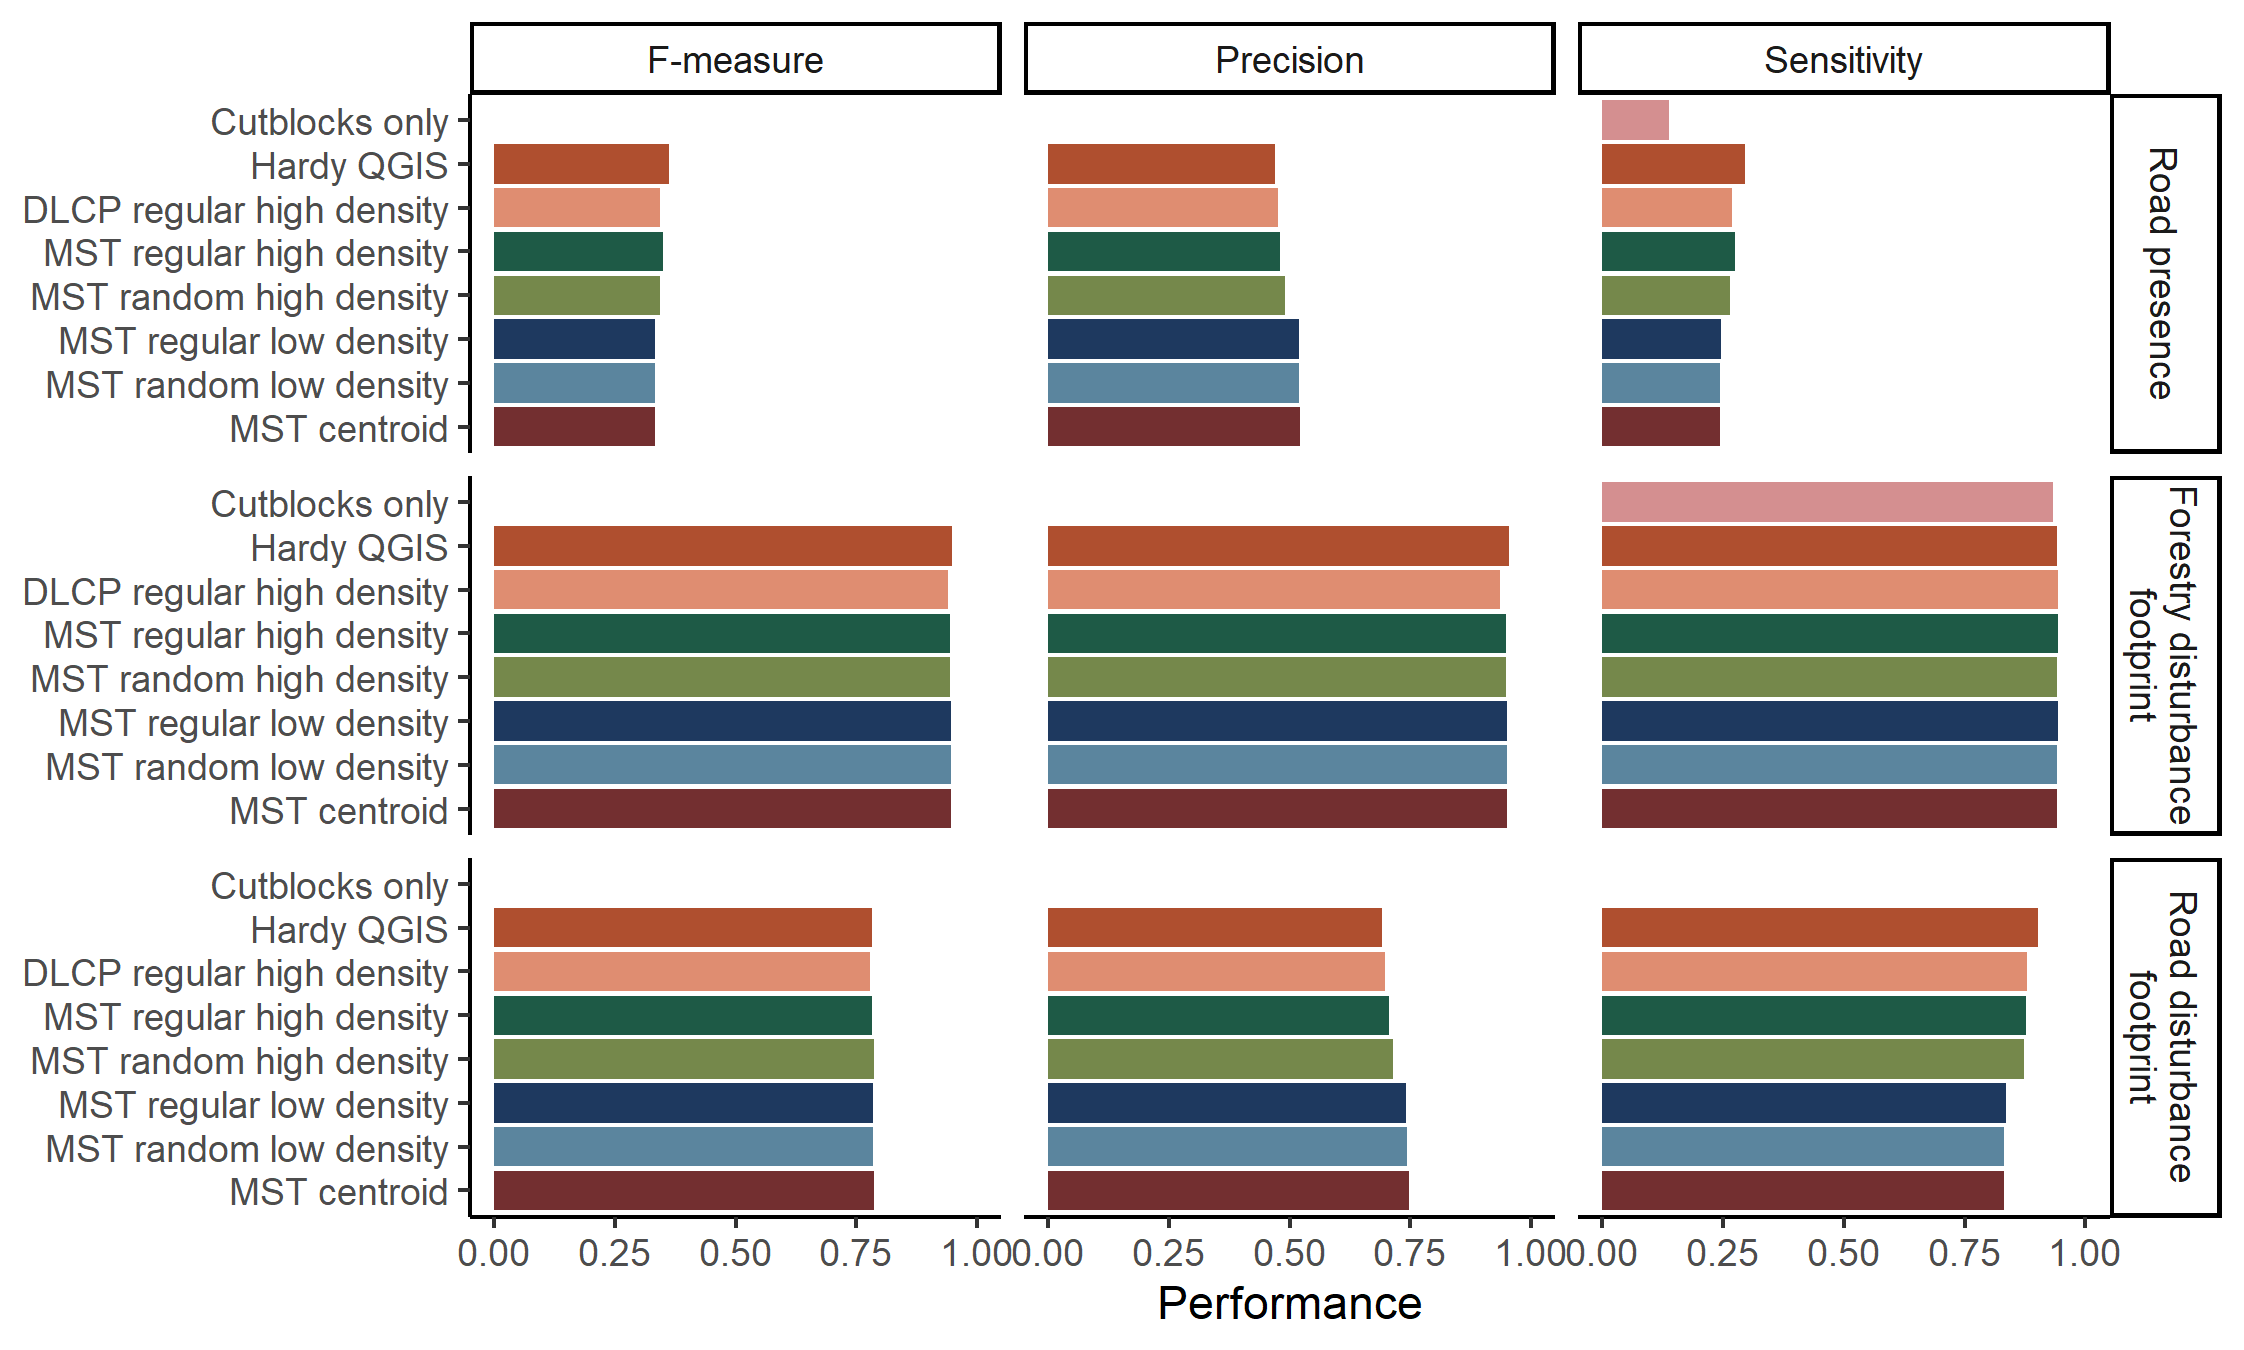 F-measure
Precision
Sensitivity
Cutblocks only
Hardy QGIS
DLCP regular high density
MST regular high density
MST random high density
MST regular low density
MST random low density
MST centroid
Road presence
Cutblocks only
Hardy QGIS
DLCP regular high density
MST regular high density
MST random high density
MST regular low density
MST random low density
MST centroid
Forestry disturbance
footprint
Cutblocks only
Hardy QGIS
DLCP regular high density
MST regular high density
MST random high density
MST regular low density
MST random low density
MST centroid
Road disturbance
footprint
0.00 0.25 0.50 0.75 1.00
0.00 0.25 0.50 0.75 1.00
0.00 0.25 0.50 0.75 1.00
Performance